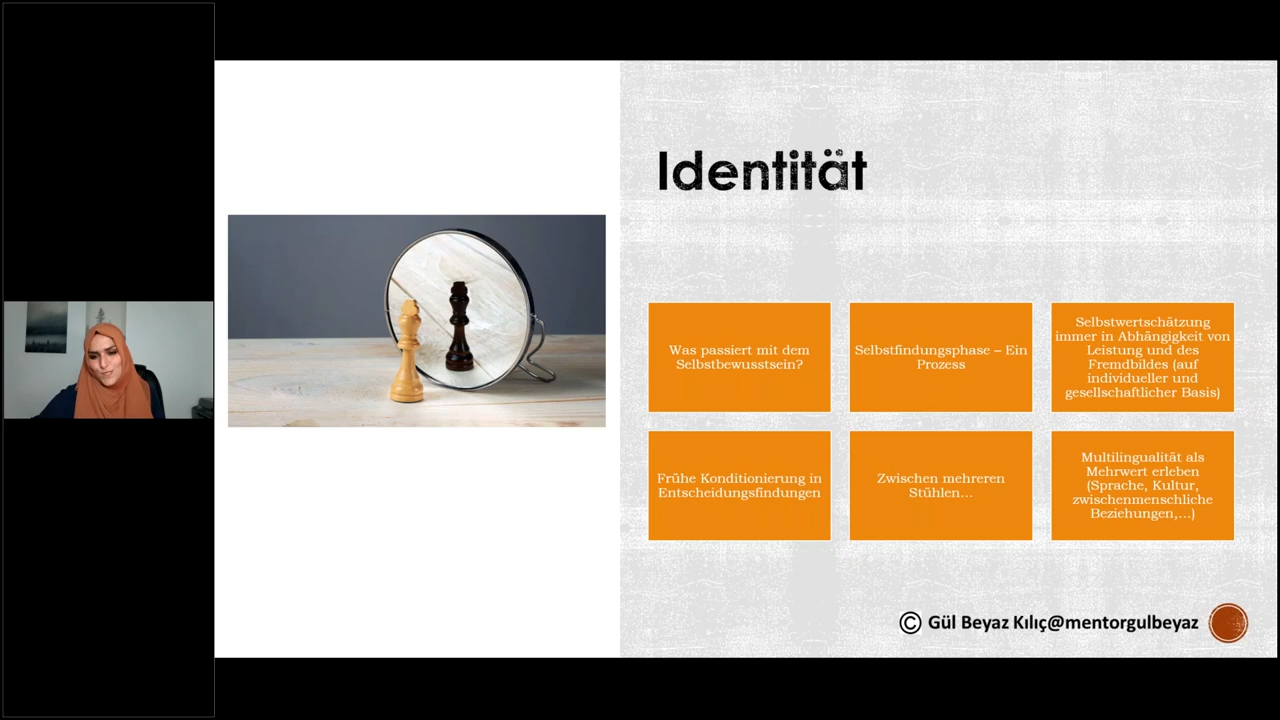 Identität
Was passiert mit dem
Selbstbewusstsein?
Selbstfindungsphase – Ein
Prozess
Selbstwertschätzung
immer in Abhängigkeit von
Leistung und des
Fremdbildes (auf
individueller und
gesellschaftlicher Basis)
Frühe Konditionierung in
Entscheidungsfindungen
Zwischen mehreren
Stühlen…
Multilingualität als
Mehrwert erleben
(Sprache, Kultur,
zwischenmenschliche
Beziehungen,…)
© Gül Beyaz Kılıç@mentorgulbeyaz